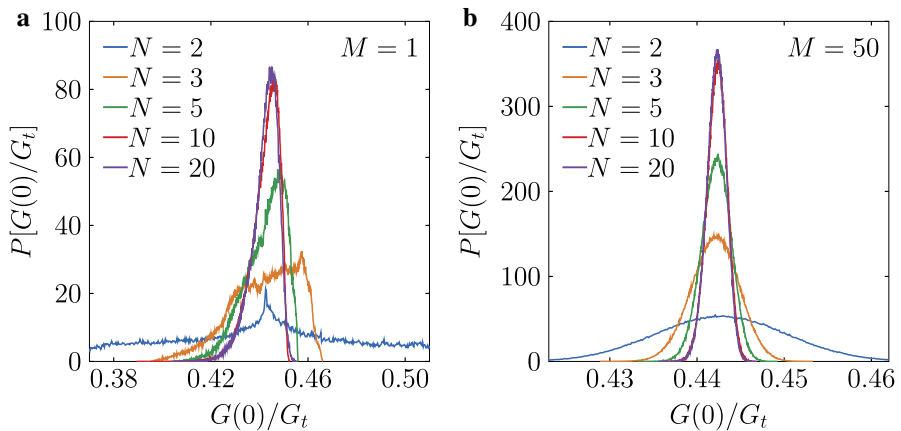 a
100
80
60
40
20
0
P[G(0)/G_t]
N = 2
N = 3
N = 5
N = 10
N = 20
M = 1
0.38
0.42
0.46
0.50
G(0)/G_t
b
400
300
200
100
0
P[G(0)/G_t]
N = 2
N = 3
N = 5
N = 10
N = 20
M = 50
0.43
0.44
0.45
0.46
G(0)/G_t